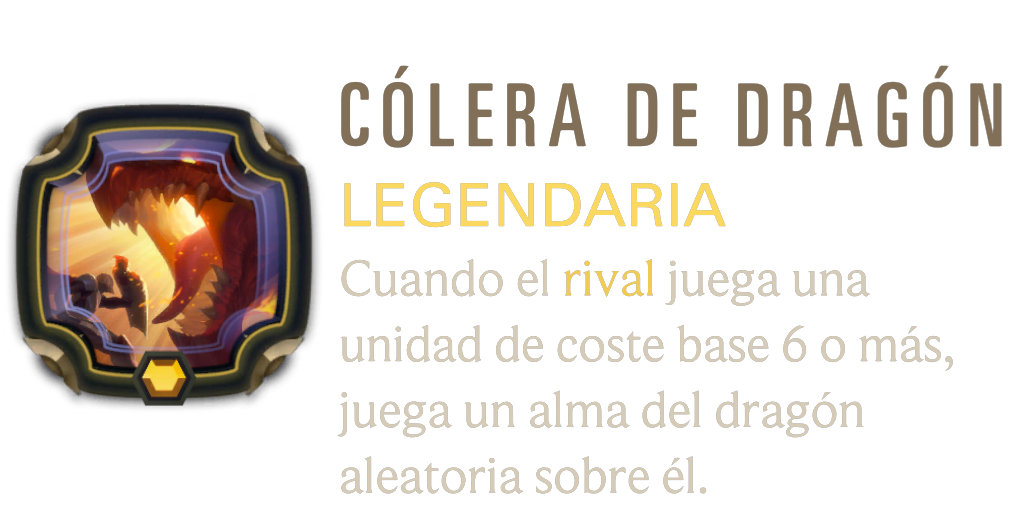 CÓLERA DE DRAGÓN
LEGENDARIA
Cuando el rival juega una
unidad de coste base 6 o más,
juega un alma del dragón
aleatoria sobre él.